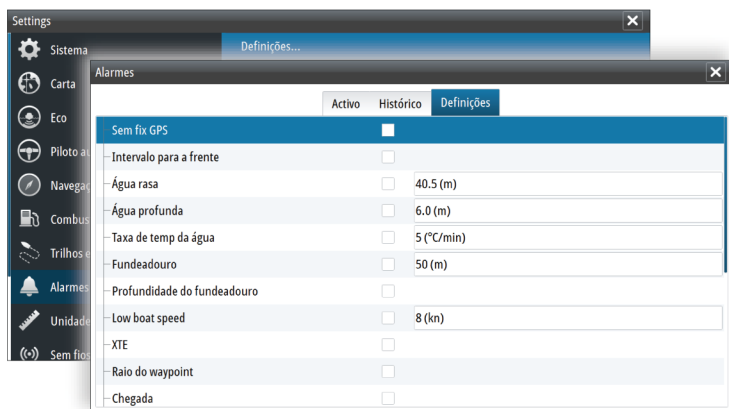 Settings
Sistema
Definições...
Carta
Eco
Piloto au
Navegaç
Combus
Trilhos e
Alarmes
Unidade
Sem fios
Alarmes
Activo Histórico Definições
Sem fix GPS
Intervalo para a frente
Água rasa 40.5 (m)
Água profunda 6.0 (m)
Taxa de temp da água 5 (°C/min)
Fundeadouro 50 (m)
Profundidade do fundeadouro
Low boat speed 8 (kn)
XTE
Raio do waypoint
Chegada